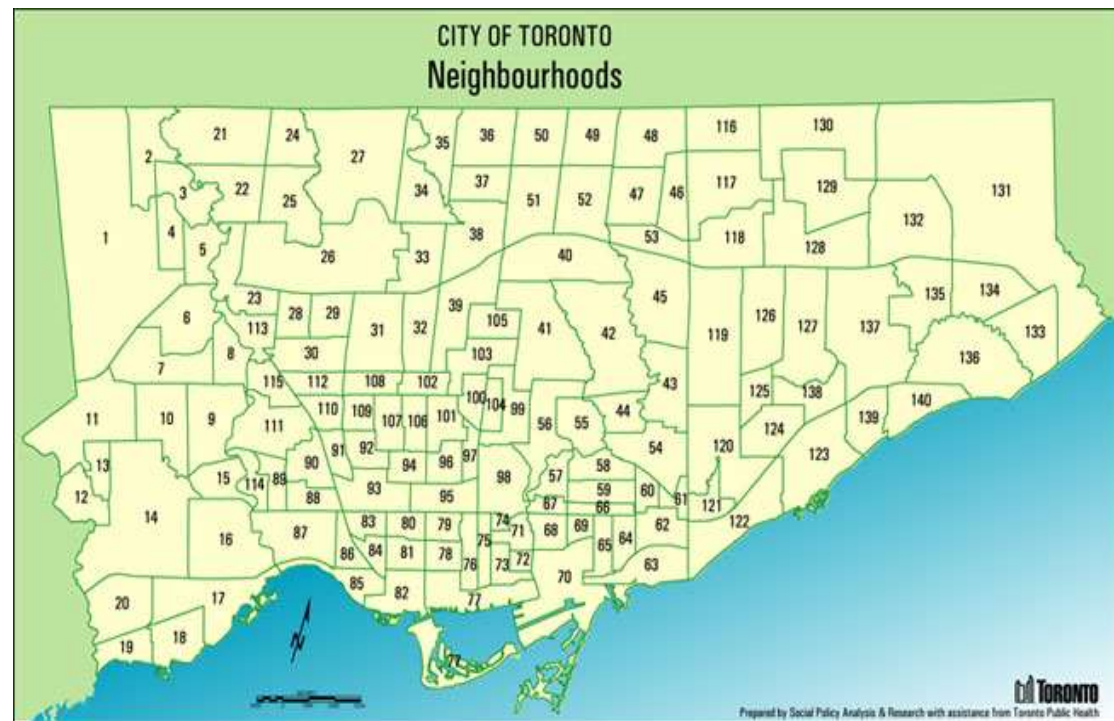 CITY OF TORONTO
Neighbourhoods
21 24 27 35 36 50 49 48 116 130
2 3 22 25 34 37 51 52 47 46 117 129 131
1 4 5 26 33 38 40 53 118 128 132
6 23 28 29 31 32 39 105 41 42 45 119 126 127 137 135 134 133
7 8 113 30 103 43 136
11 10 9 115 112 108 102 100 104 99 56 55 44 125 138 139 140
13 111 110 109 107 106 101 54 120 124 123
12 14 15 114 89 90 91 92 94 96 97 98 57 58 59 60 61 121 122
16 88 93 95 67 66
87 86 83 84 80 81 79 78 75 74 71 68 69 65 64 62
20 17 85 82 76 73 72 70 63
19 18 77
77
N
TORONTO
Prepared by Social Policy Analysis & Research with assistance from Toronto Public Health